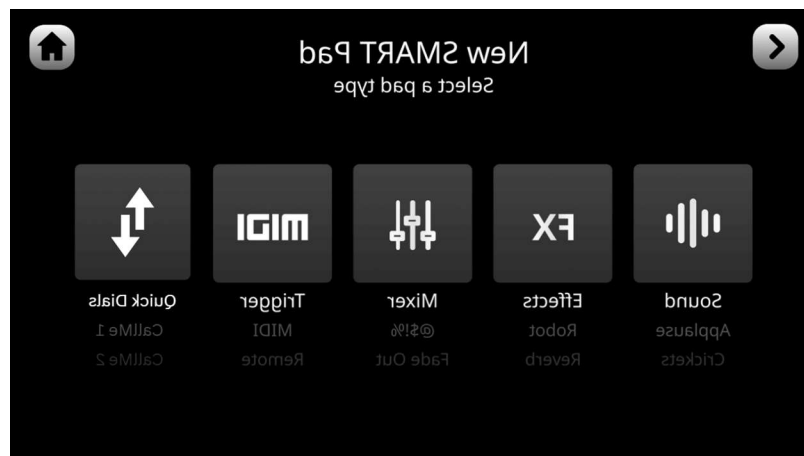 New SMART Pad
Select a pad type
FX
MIDI
Sound
Effects
Mixer
Trigger
Quick Dials
Applause
Robot
@$!%
MIDI
CallMe 1
Crickets
Reverb
Fade Out
Remote
CallMe 2